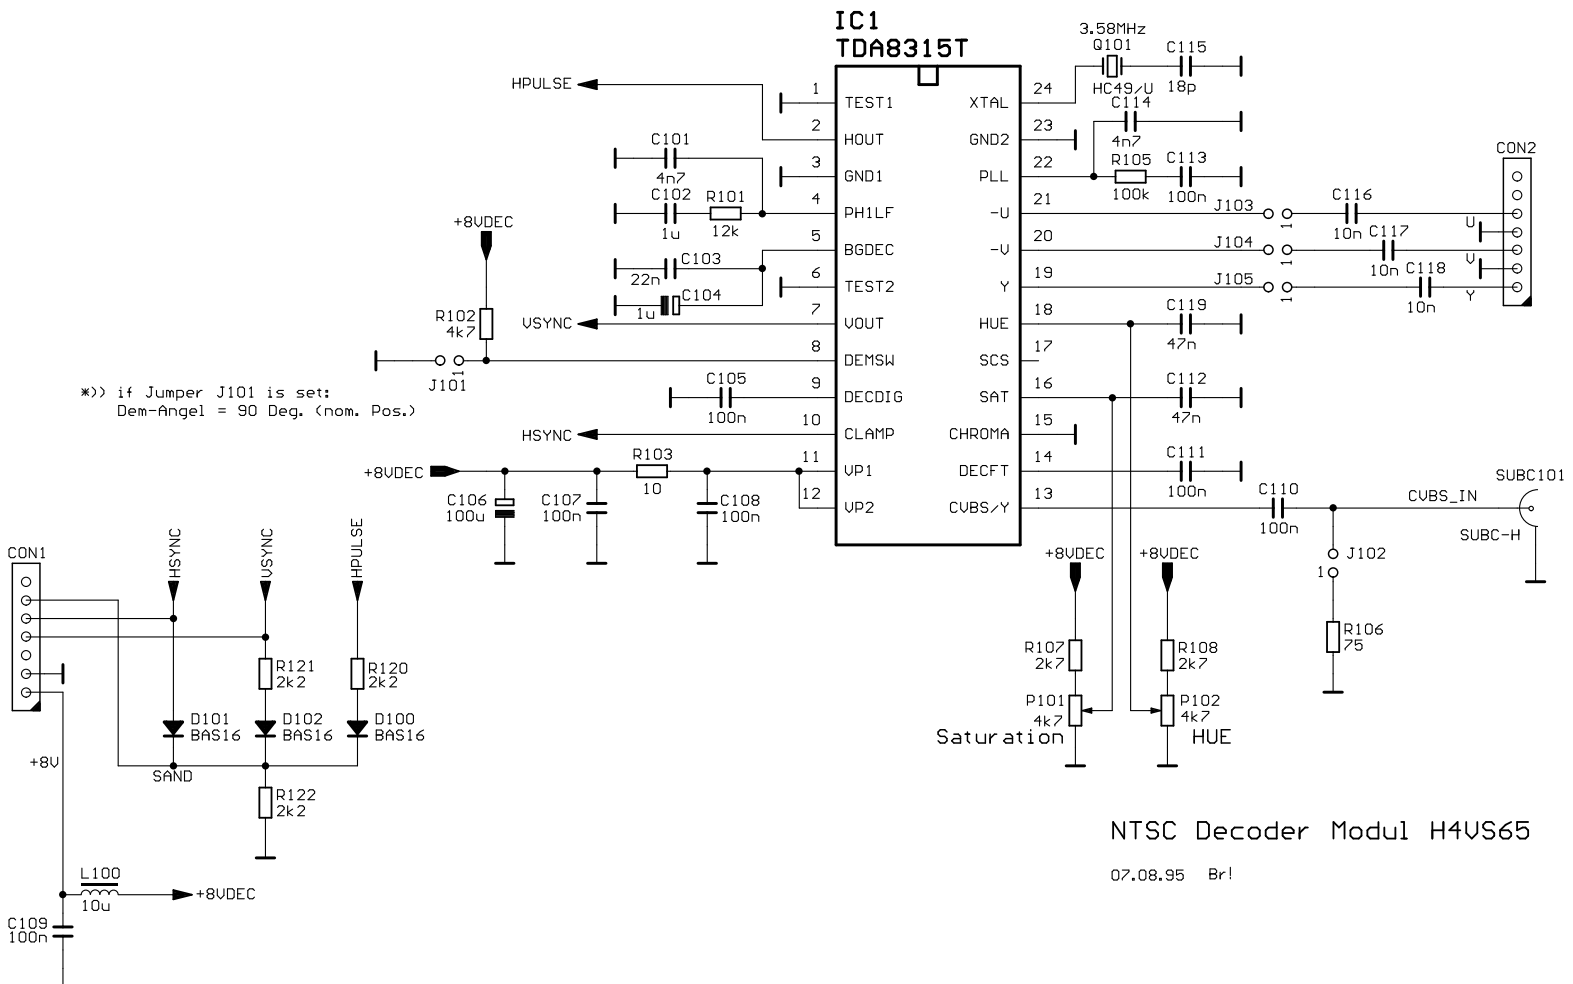 IC1
TDA8315T
3.58MHz
Q101
HC49/U
C115
18p
HPULSE
1
TEST1
2
HOUT
3
GND1
4
PH1LF
5
BGDEC
6
TEST2
7
VOUT
8
DEMSW
9
DECDIG
10
CLAMP
11
VP1
12
VP2
24
XTAL
23
GND2
22
PLL
21
-U
20
-V
19
Y
18
HUE
17
SCS
16
SAT
15
CHROMA
14
DECFT
13
CVBS/Y
C101
4n7
C102
1u
R101
12k
C103
22n
C104
1u
+8VDEC
R102
4k7
VSYNC
J101
1
*)) if Jumper J101 is set:
Dem-Angel = 90 Deg. (nom. Pos.)
C105
100n
HSYNC
+8VDEC
R103
10
C106
100u
C107
100n
C108
100n
C114
4n7
R105
100k
C113
100n
J103
1
C116
10n
J104
1
C117
10n
J105
1
C118
10n
CON2
U
V
Y
C119
47n
C112
47n
C111
100n
C110
100n
CVBS_IN
SUBC101
SUBC-H
J102
1
R106
75
+8VDEC
+8VDEC
R107
2k7
R108
2k7
P101
4k7
P102
4k7
Saturation
HUE
CON1
HSYNC
VSYNC
HPULSE
R121
2k2
R120
2k2
D101
BAS16
D102
BAS16
D100
BAS16
+8V
SAND
R122
2k2
L100
10u
+8VDEC
C109
100n
NTSC Decoder Modul H4VS65
07.08.95 Br!